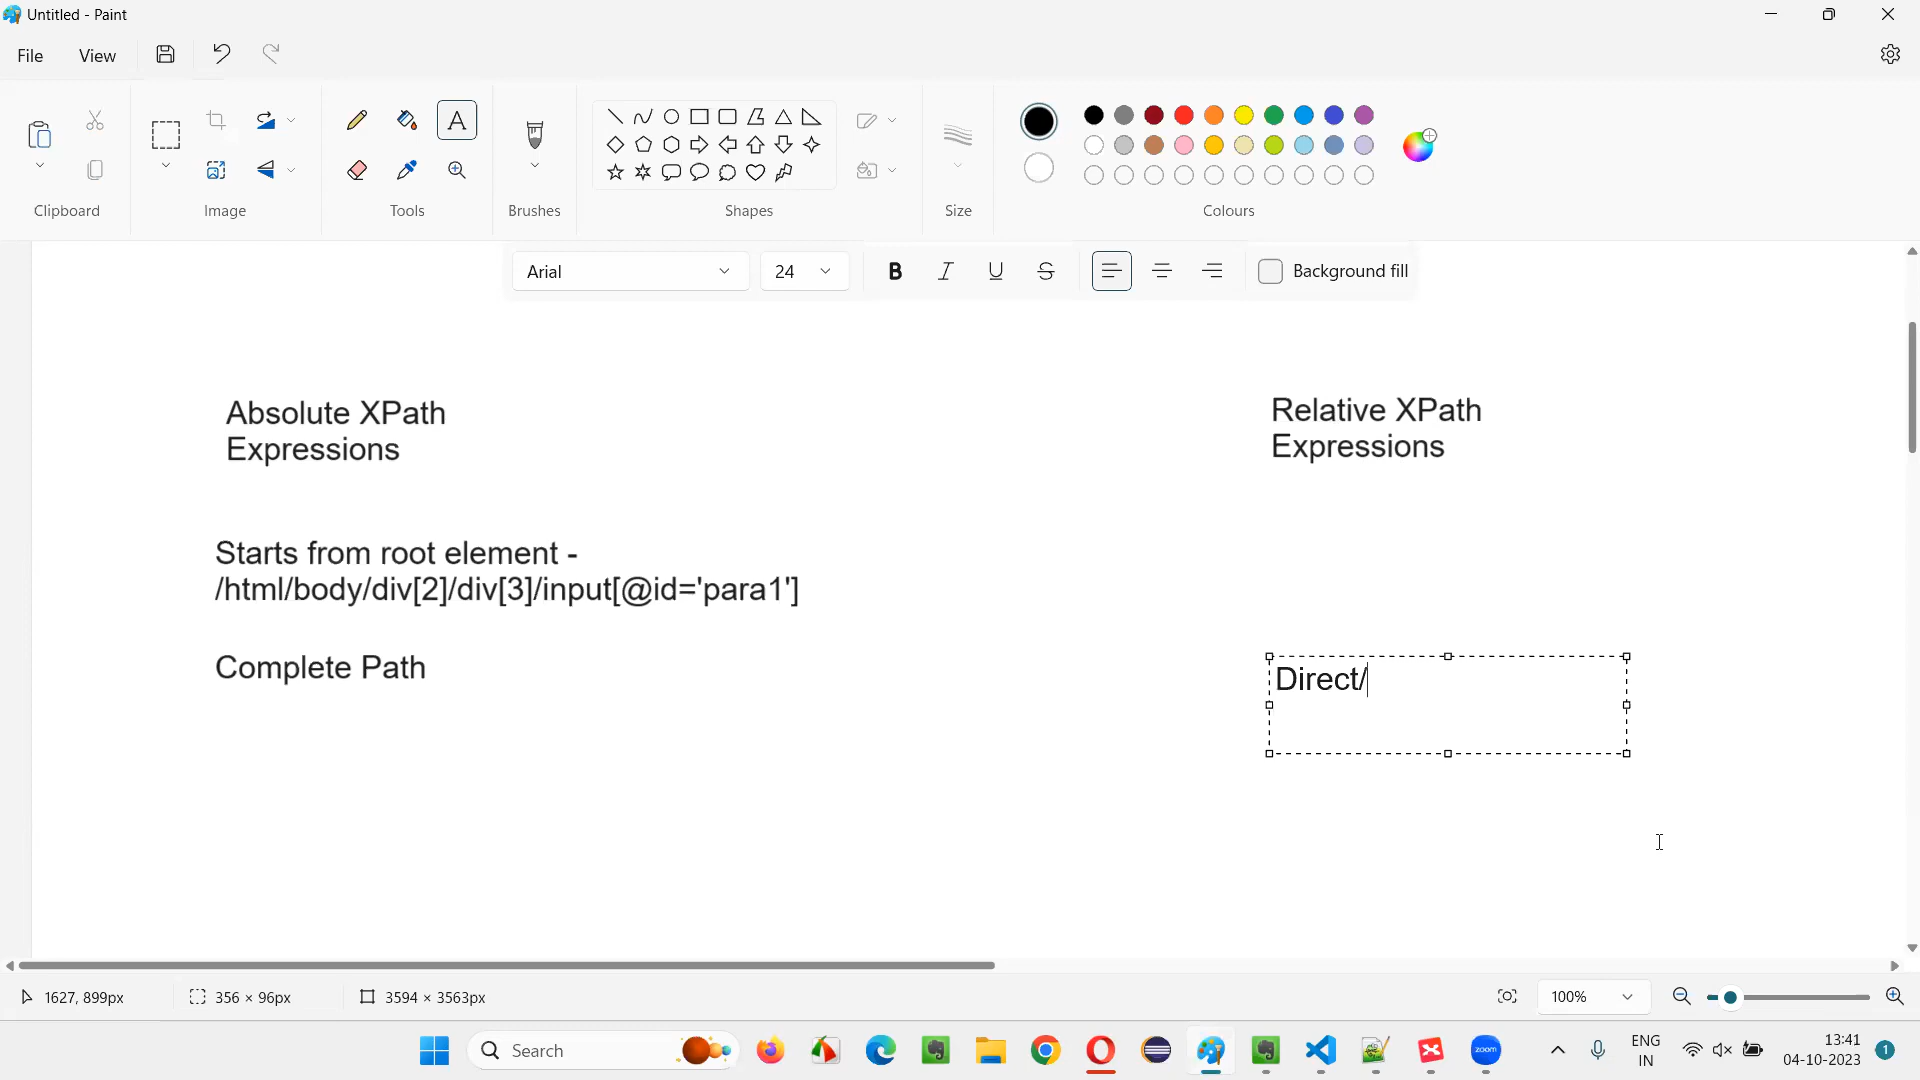 Untitled - Paint
File
View
Clipboard
Image
Tools
Brushes
Shapes
Size
Colours
Arial
24
B
I
U
S
Background fill
Absolute XPath
Expressions
Relative XPath
Expressions
Starts from root element -
/html/body/div[2]/div[3]/input[@id='para1']
Complete Path
Direct/
1627, 899px
356 × 96px
3594 × 3563px
100%
Search
zoom
ENG
IN
13:41
04-10-2023
1